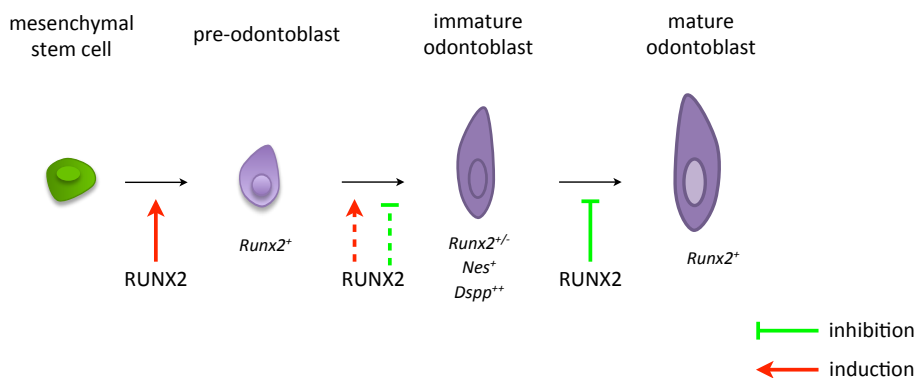 mesenchymal
stem cell
pre-odontoblast
immature
odontoblast
mature
odontoblast
Runx2⁺
Runx2⁺/⁻
Nes⁺
Dspp⁺⁺
Runx2⁺
RUNX2
RUNX2
RUNX2
inhibition
induction